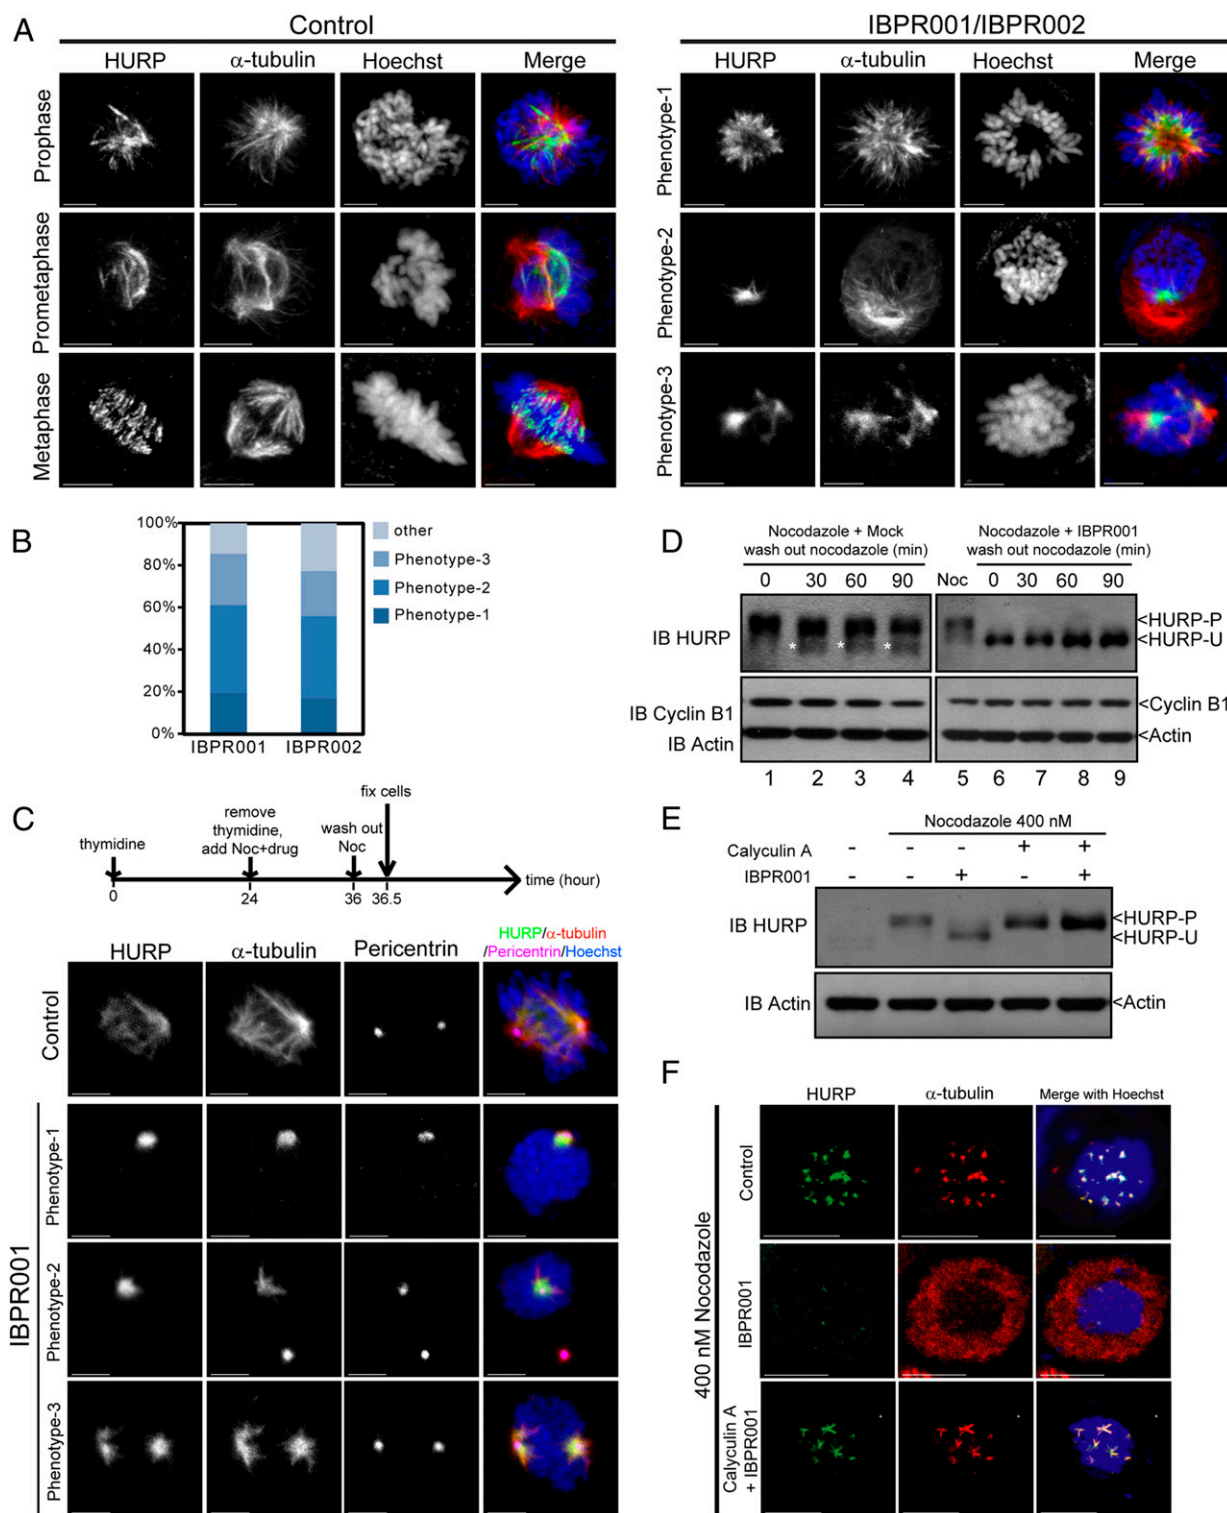 A
Control
HURP α-tubulin Hoechst Merge
Prophase
Prometaphase
Metaphase
IBPR001/IBPR002
HURP α-tubulin Hoechst Merge
Phenotype-1
Phenotype-2
Phenotype-3
B
100%
80%
60%
40%
20%
0%
IBPR001 IBPR002
other
Phenotype-3
Phenotype-2
Phenotype-1
C
thymidine
remove
thymidine,
add Noc+drug
wash out
Noc
fix cells
time (hour)
0 24 36 36.5
HURP α-tubulin Pericentrin
HURP/α-tubulin
/Pericentrin/Hoechst
Control
IBPR001
Phenotype-1
Phenotype-2
Phenotype-3
D
Nocodazole + Mock
wash out nocodazole (min)
0 30 60 90
Nocodazole + IBPR001
wash out nocodazole (min)
Noc 0 30 60 90
IB HURP
* * *
<HURP-P
<HURP-U
IB Cyclin B1
<Cyclin B1
IB Actin
<Actin
1 2 3 4 5 6 7 8 9
E
Nocodazole 400 nM
Calyculin A - - - + +
IBPR001 - - + - +
IB HURP
<HURP-P
<HURP-U
IB Actin
<Actin
F
HURP α-tubulin Merge with Hoechst
400 nM Nocodazole
Control
IBPR001
Calyculin A
+ IBPR001